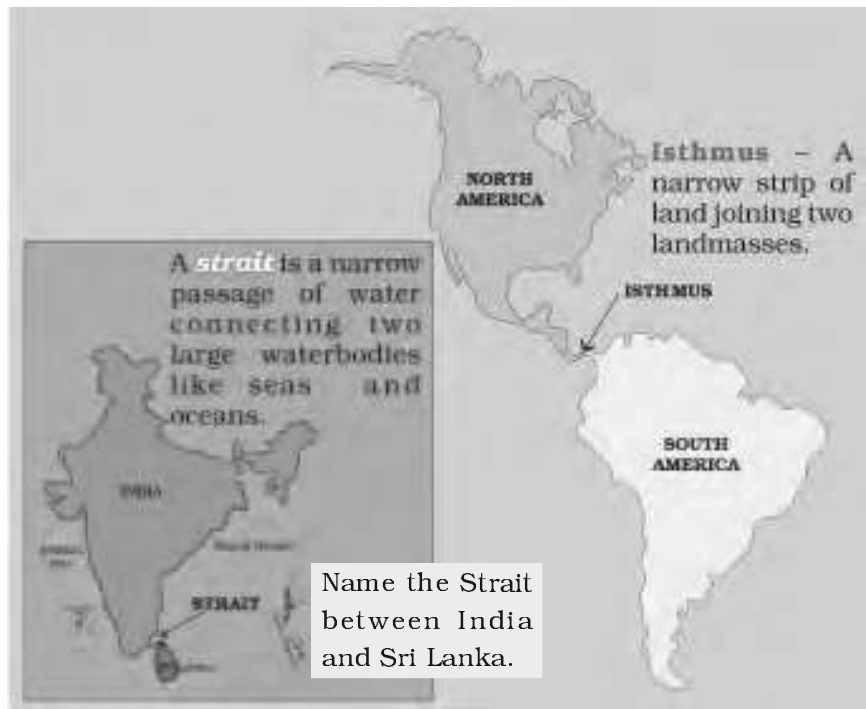 Isthmus – A
narrow strip of
land joining two
landmasses.
NORTH
AMERICA
ISTHMUS
SOUTH
AMERICA
A strait is a narrow
passage of water
connecting two
large waterbodies
like seas and
oceans.
INDIA
STRAIT
Name the Strait
between India
and Sri Lanka.